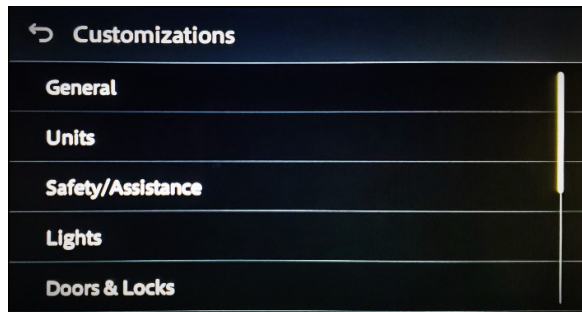 Customizations
General
Units
Safety/Assistance
Lights
Doors & Locks